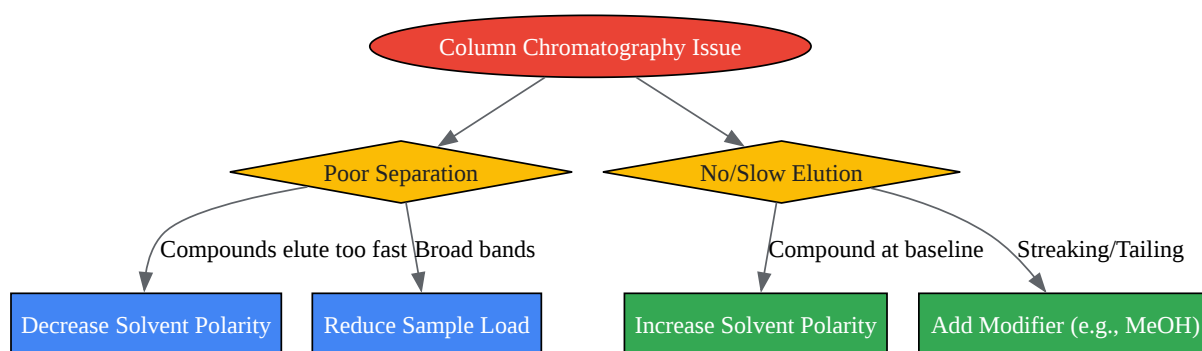 Column Chromatography Issue
Poor Separation
No/Slow Elution
Compounds elute too fast
Broad bands
Compound at baseline
Streaking/Tailing
Decrease Solvent Polarity
Reduce Sample Load
Increase Solvent Polarity
Add Modifier (e.g., MeOH)